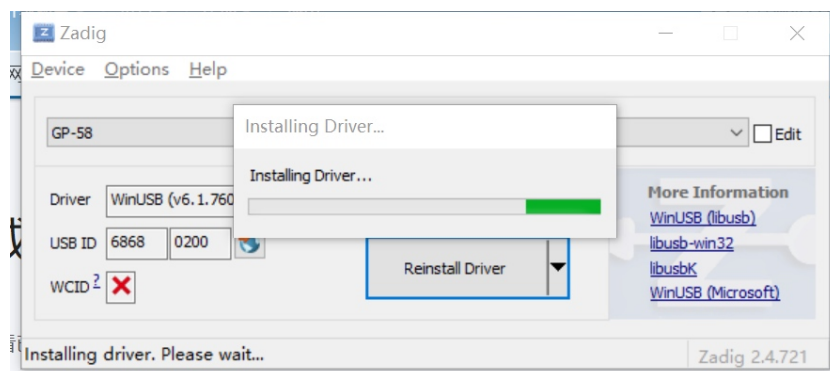 Zadig
Device Options Help
Installing Driver...
GP-58
Edit
Installing Driver...
Driver WinUSB (v6.1.760
More Information
WinUSB (libusb)
USB ID 6868 0200
libusb-win32
Reinstall Driver
libusbK
WCID ?
WinUSB (Microsoft)
Installing driver. Please wait...
Zadig 2.4.721